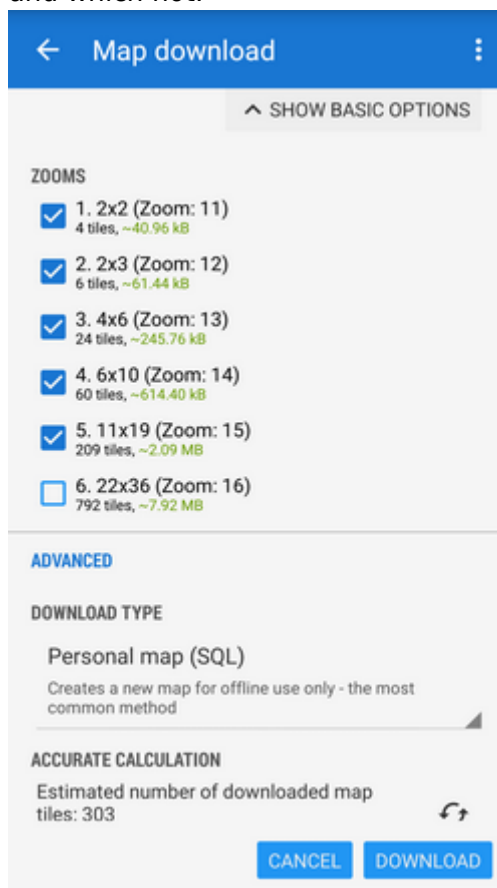 Map download
SHOW BASIC OPTIONS
ZOOMS
1. 2x2 (Zoom: 11)
4 tiles, ~40.96 kB
2. 2x3 (Zoom: 12)
6 tiles, ~61.44 kB
3. 4x6 (Zoom: 13)
24 tiles, ~245.76 kB
4. 6x10 (Zoom: 14)
60 tiles, ~614.40 kB
5. 11x19 (Zoom: 15)
209 tiles, ~2.09 MB
6. 22x36 (Zoom: 16)
792 tiles, ~7.92 MB
ADVANCED
DOWNLOAD TYPE
Personal map (SQL)
Creates a new map for offline use only - the most
common method
ACCURATE CALCULATION
Estimated number of downloaded map
tiles: 303
CANCEL DOWNLOAD